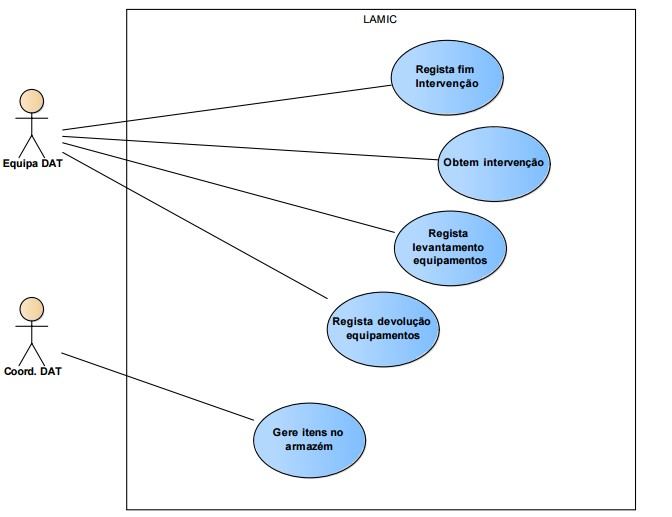 LAMIC
Regista fim
Intervenção
Equipa DAT
Obtem intervenção
Regista
levantamento
equipamentos
Regista devolução
equipamentos
Coord. DAT
Gere itens no
armazém